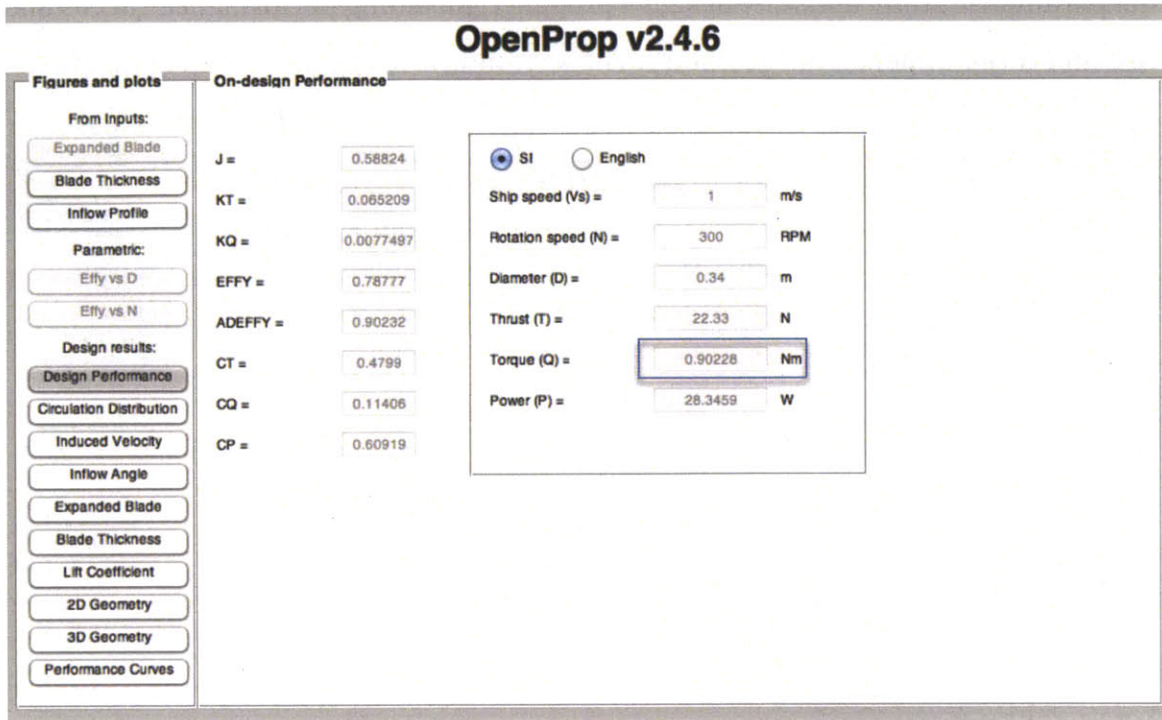 OpenProp v2.4.6
Figures and plots
From Inputs:
Expanded Blade
Blade Thickness
Inflow Profile
Parametric:
Effy vs D
Effy vs N
Design results:
Design Performance
Circulation Distribution
Induced Velocity
Inflow Angle
Expanded Blade
Blade Thickness
Lift Coefficient
2D Geometry
3D Geometry
Performance Curves
On-design Performance
J = 0.58824
KT = 0.065209
KQ = 0.0077497
EFFY = 0.78777
ADEFFY = 0.90232
CT = 0.4799
CQ = 0.11406
CP = 0.60919
SI English
Ship speed (Vs) = 1 m/s
Rotation speed (N) = 300 RPM
Diameter (D) = 0.34 m
Thrust (T) = 22.33 N
Torque (Q) = 0.90228 Nm
Power (P) = 28.3459 W